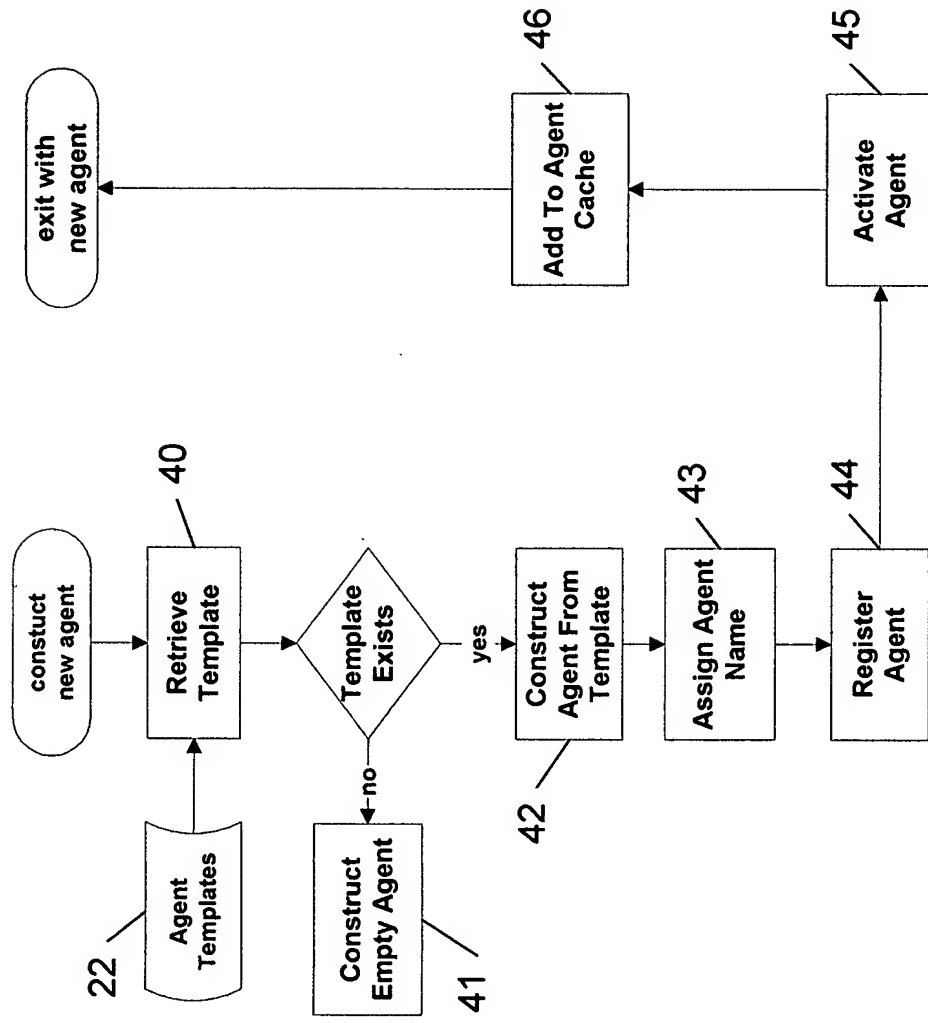 constuct
new agent
40
Retrieve
Template
22
Agent
Templates
Template
Exists
no
yes
41
Construct
Empty Agent
42
Construct
Agent From
Template
43
Assign Agent
Name
44
Register
Agent
45
Activate
Agent
46
Add To Agent
Cache
exit with
new agent